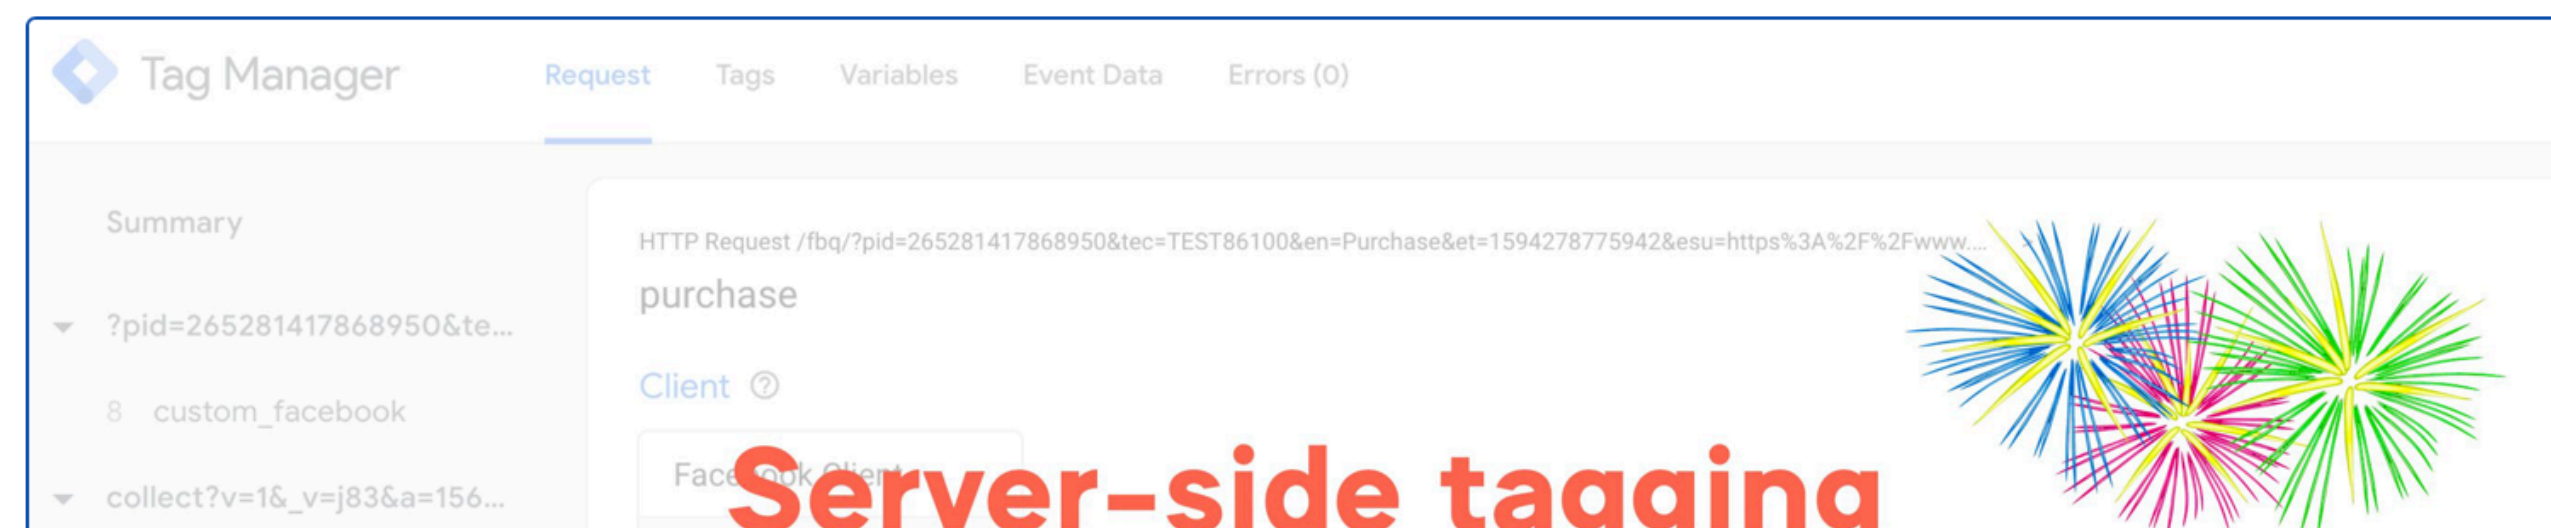 Tag Manager
Request Tags Variables Event Data Errors (0)
Summary
HTTP Request /fbq/?pid=265281417868950&tec=TEST86100&en=Purchase&et=1594278775942&esu=https%3A%2F%2Fwww....
purchase
?pid=265281417868950&te...
Client
8 custom_facebook
Facebook Client
Server-side tagging
collect?v=1&_v=j83&a=156...